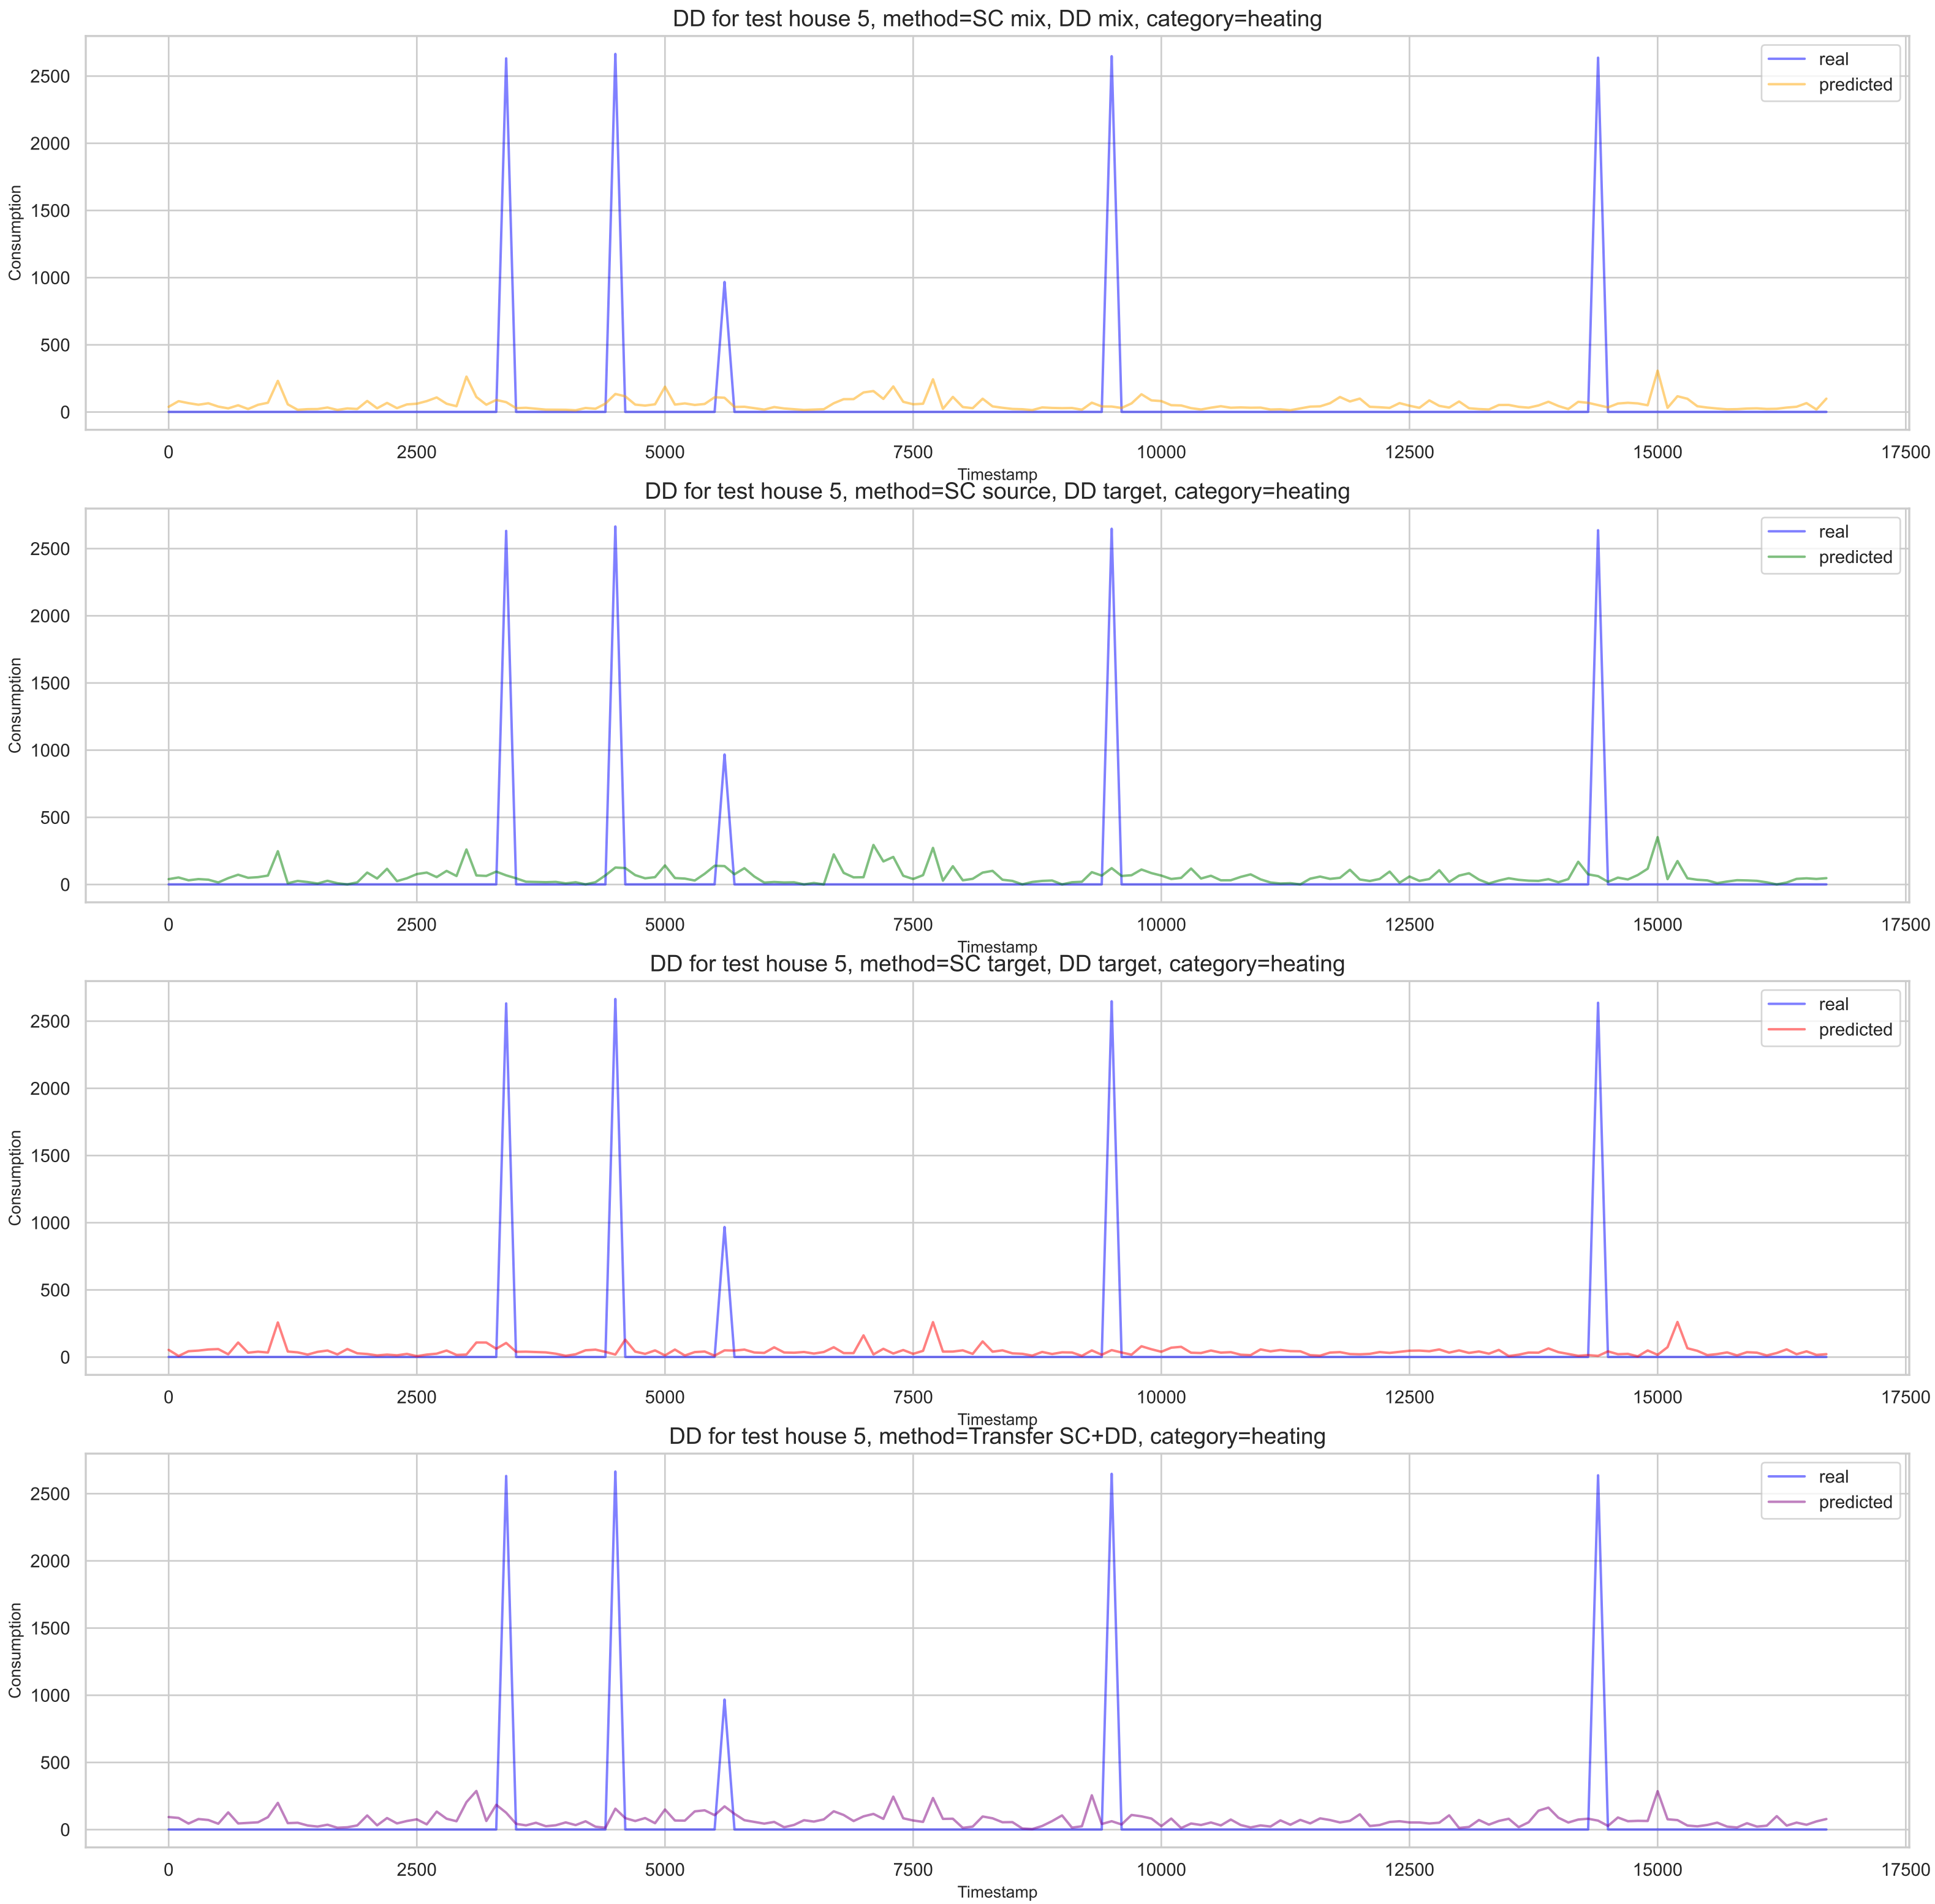 DD for test house 5, method=SC mix, DD mix, category=heating
real
predicted
2500
2000
1500
1000
500
0
Consumption
0 2500 5000 7500 10000 12500 15000 17500
Timestamp
DD for test house 5, method=SC source, DD target, category=heating
real
predicted
2500
2000
1500
1000
500
0
Consumption
0 2500 5000 7500 10000 12500 15000 17500
Timestamp
DD for test house 5, method=SC target, DD target, category=heating
real
predicted
2500
2000
1500
1000
500
0
Consumption
0 2500 5000 7500 10000 12500 15000 17500
Timestamp
DD for test house 5, method=Transfer SC+DD, category=heating
real
predicted
2500
2000
1500
1000
500
0
Consumption
0 2500 5000 7500 10000 12500 15000 17500
Timestamp